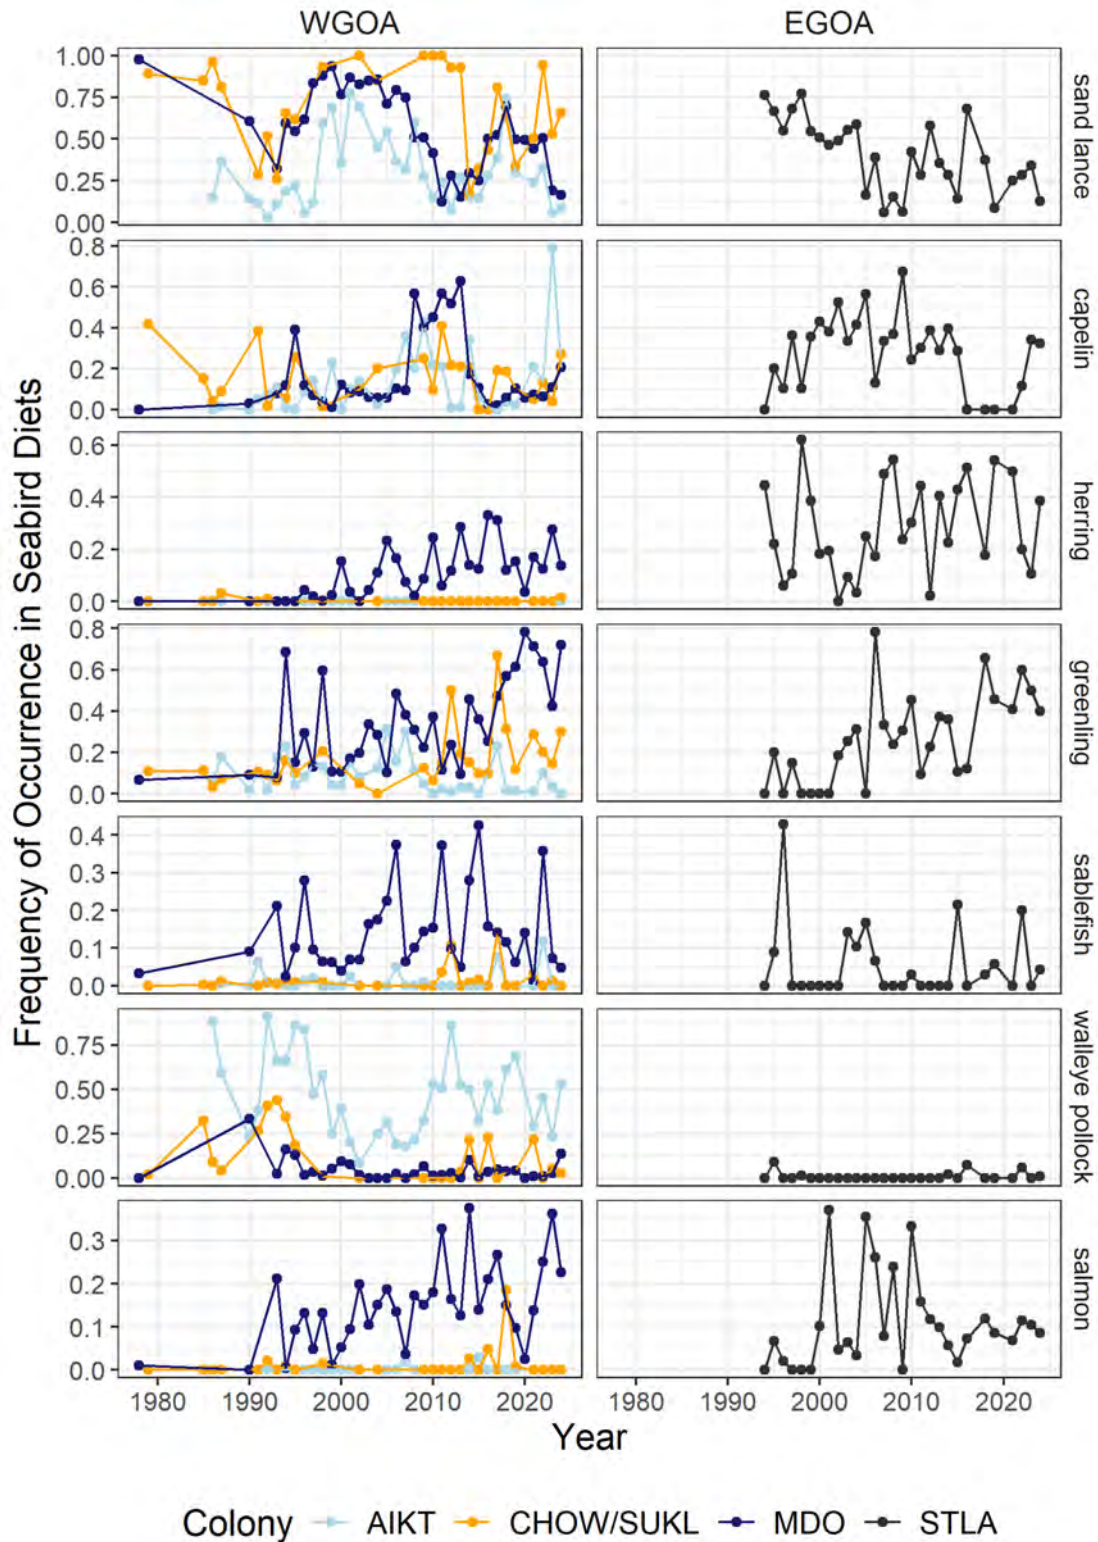 WGOA EGOA
Frequency of Occurrence in Seabird Diets
1.00
0.75
0.50
0.25
0.00
sand lance
0.8
0.6
0.4
0.2
0.0
capelin
0.6
0.4
0.2
0.0
herring
0.8
0.6
0.4
0.2
0.0
greenling
0.4
0.3
0.2
0.1
0.0
sablefish
0.75
0.50
0.25
0.00
walleye pollock
0.3
0.2
0.1
0.0
salmon
1980 1990 2000 2010 2020 1980 1990 2000 2010 2020
Year
Colony AIKT CHOW/SUKL MDO STLA